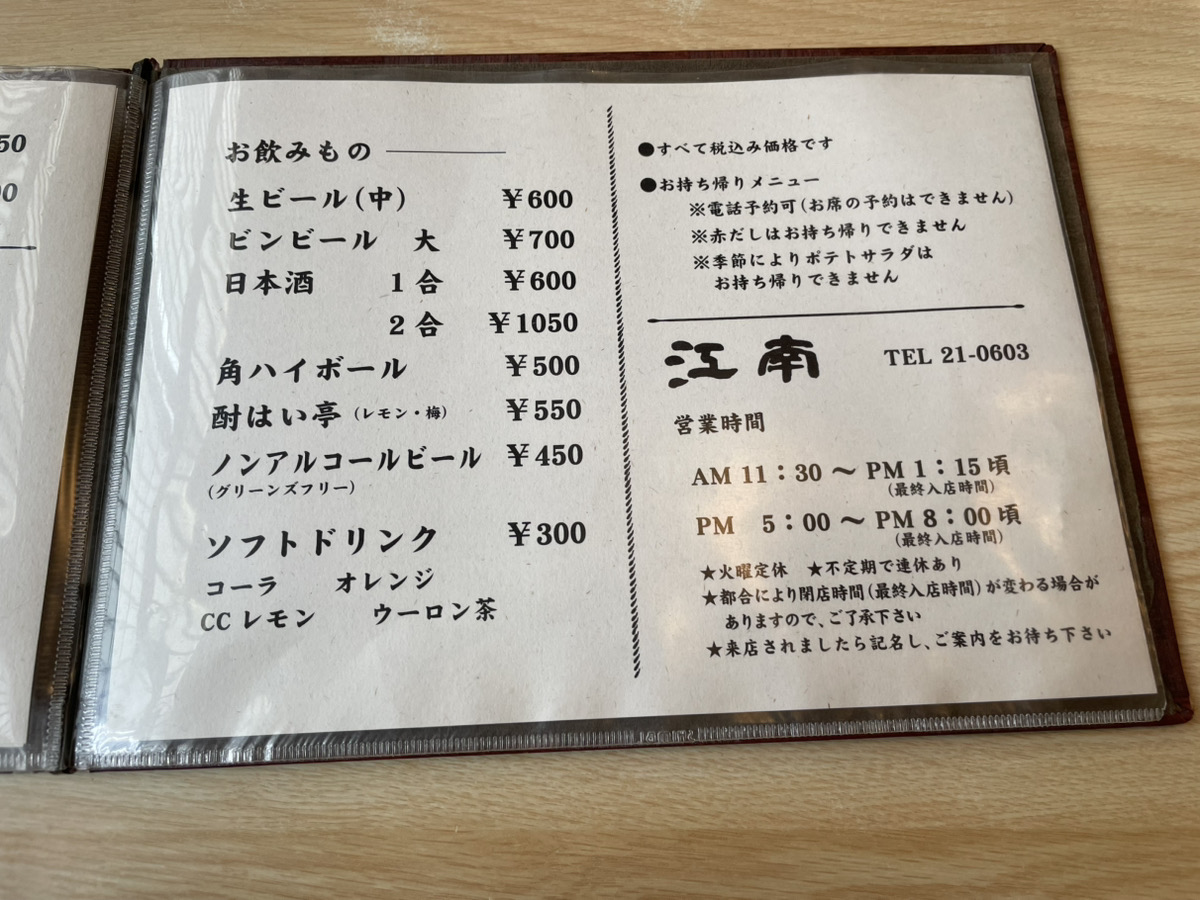 50
00
お飲みもの
生ビール(中) ￥600
ビンビール 大 ￥700
日本酒 1合 ￥600
2合 ￥1050
角ハイボール ￥500
酎はい亭(レモン・梅) ￥550
ノンアルコールビール ￥450
(グリーンズフリー)
ソフトドリンク ￥300
コーラ オレンジ
CCレモン ウーロン茶
●すべて税込み価格です
●お持ち帰りメニュー
※電話予約可(お席の予約はできません)
※赤だしはお持ち帰りできません
※季節によりポテトサラダは
お持ち帰りできません
江南 TEL 21-0603
営業時間
AM 11：30 〜 PM 1：15頃
(最終入店時間)
PM 5：00 〜 PM 8：00頃
(最終入店時間)
★火曜定休 ★不定期で連休あり
★都合により閉店時間(最終入店時間)が変わる場合が
ありますので、ご了承下さい
★来店されましたら記名し、ご案内をお待ち下さい